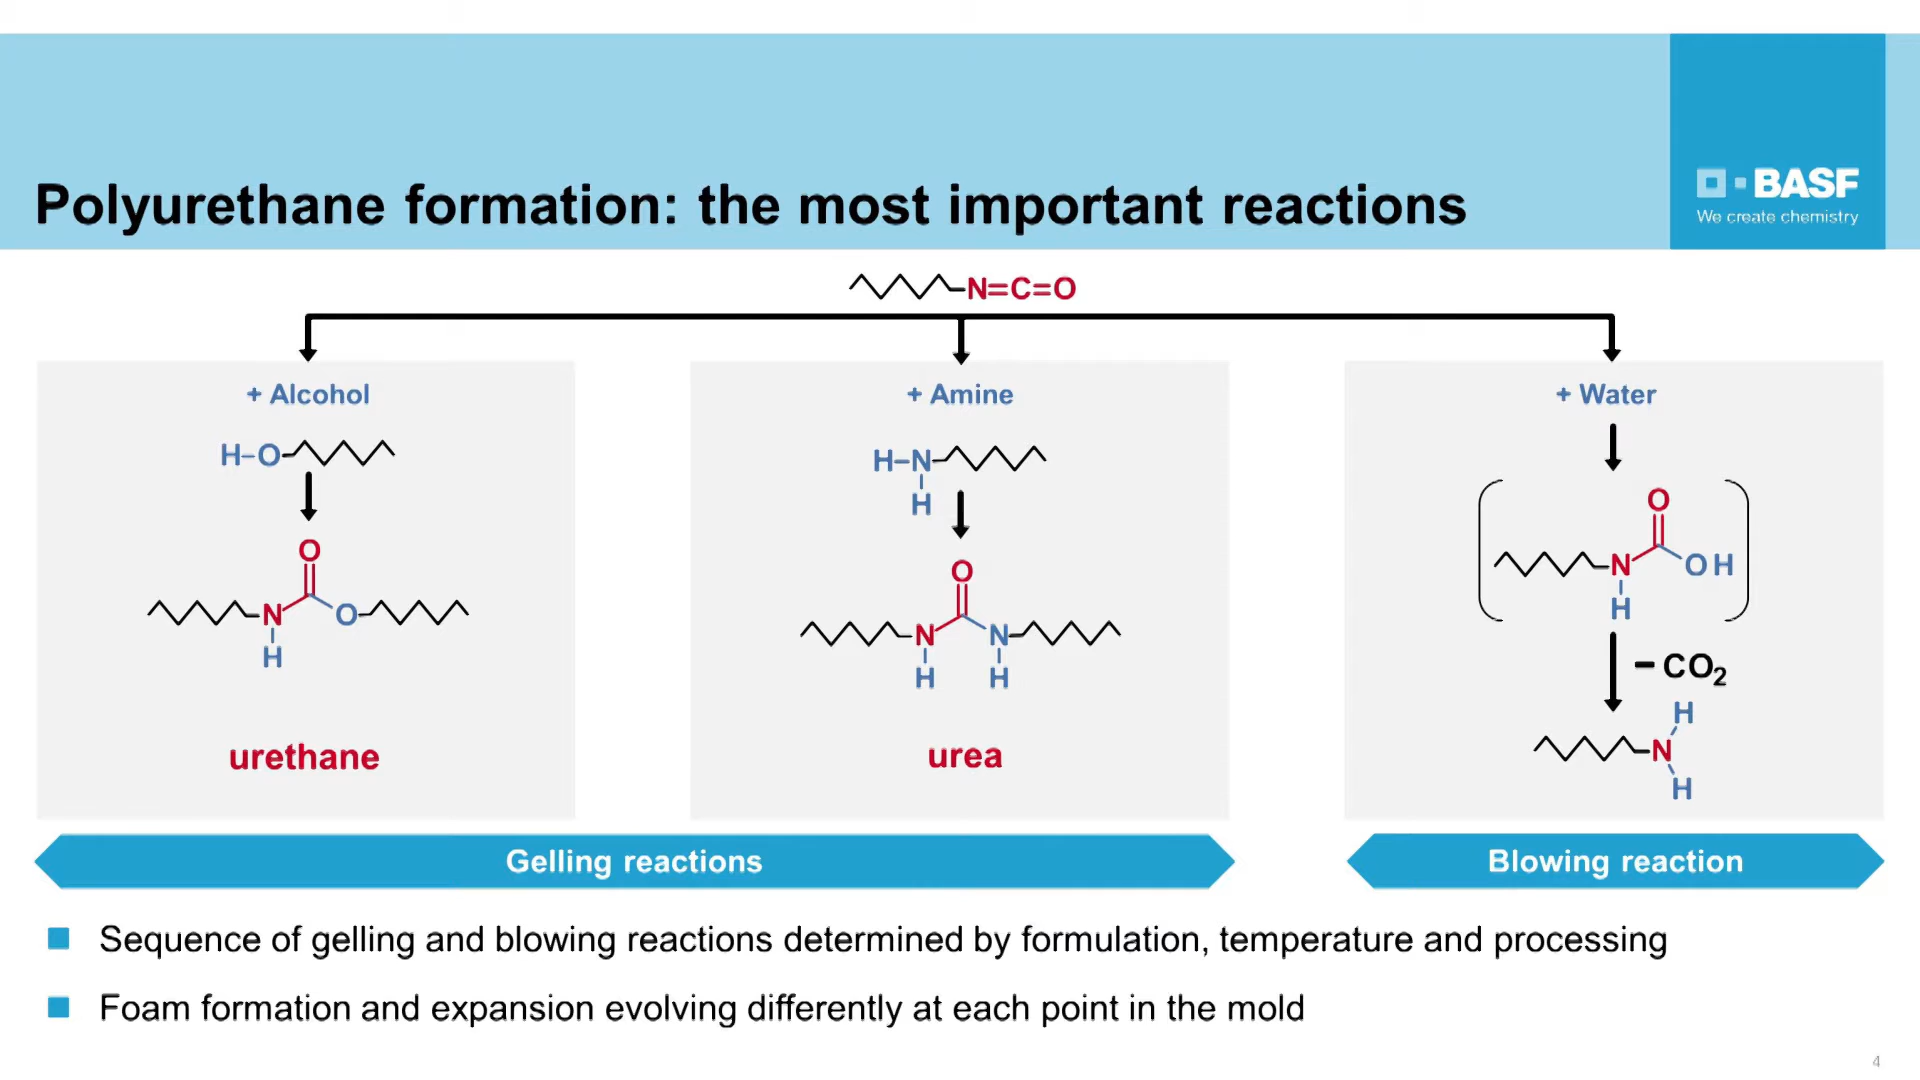 Polyurethane formation: the most important reactions
BASF
We create chemistry
N=C=O
+ Alcohol
H–O
O
N
O
H
urethane
+ Amine
H–N
H
O
N
N
H
H
urea
+ Water
O
N
OH
H
– CO2
H
N
H
Gelling reactions
Blowing reaction
Sequence of gelling and blowing reactions determined by formulation, temperature and processing
Foam formation and expansion evolving differently at each point in the mold
4